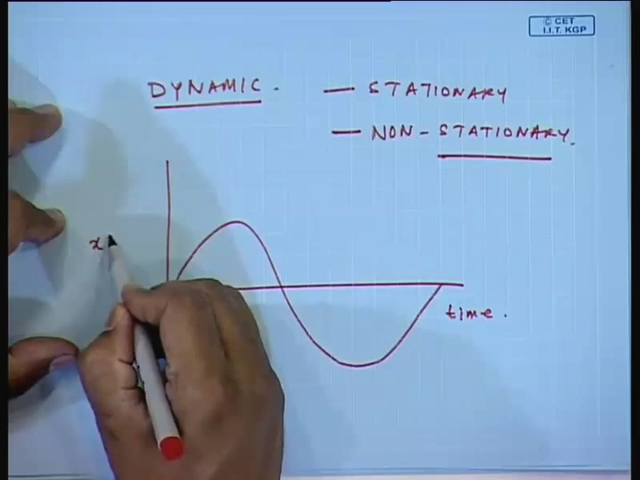 © CET
I.I.T. KGP
DYNAMIC. — STATIONARY
— NON-STATIONARY.
x
time.